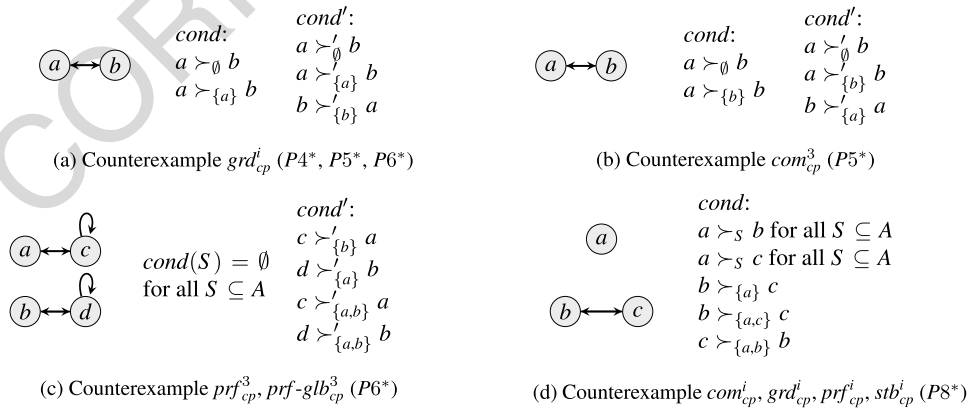 a b
cond:
a ≻∅ b
a ≻{a} b
cond′:
a ≻′∅ b
a ≻′{a} b
b ≻′{b} a
(a) Counterexample grd^i_cp (P4*, P5*, P6*)
a b
cond:
a ≻∅ b
a ≻{b} b
cond′:
a ≻′∅ b
a ≻′{b} b
b ≻′{a} a
(b) Counterexample com^3_cp (P5*)
a c
b d
cond(S) = ∅
for all S ⊆ A
cond′:
c ≻′{b} a
d ≻′{a} b
c ≻′{a,b} a
d ≻′{a,b} b
(c) Counterexample prf^3_cp, prf-glb^3_cp (P6*)
a
b c
cond:
a ≻S b for all S ⊆ A
a ≻S c for all S ⊆ A
b ≻{a} c
b ≻{a,c} c
c ≻{a,b} b
(d) Counterexample com^i_cp, grd^i_cp, prf^i_cp, stb^i_cp (P8*)